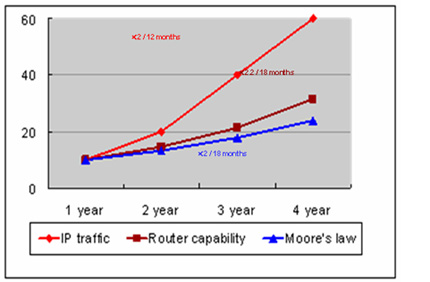 60
×2 / 12 months
40
×2.2 / 18 months
20
×2 / 18 months
0
1 year 2 year 3 year 4 year
IP traffic Router capability Moore's law